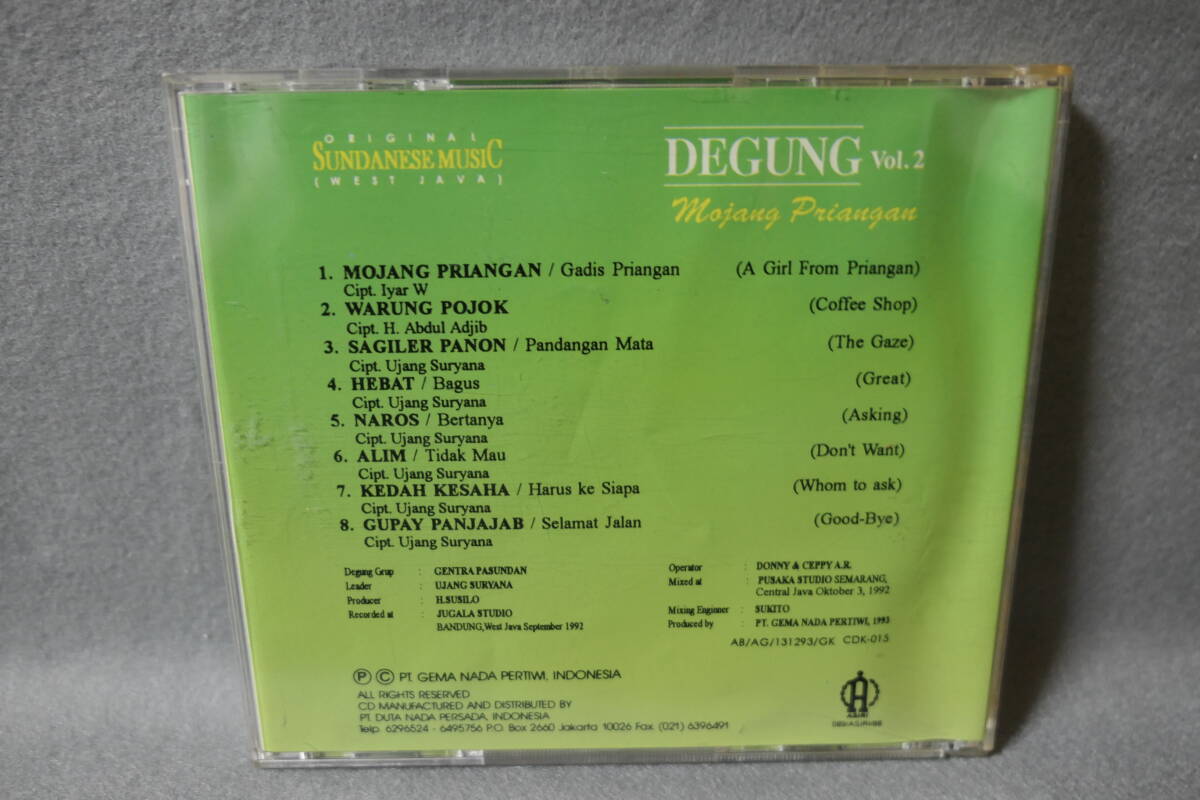 ORIGINAL
SUNDANESE MUSIC
(WEST JAVA)
DEGUNG Vol. 2
Mojang Priangan
1. MOJANG PRIANGAN / Gadis Priangan (A Girl From Priangan)
Cipt. Iyar W
2. WARUNG POJOK (Coffee Shop)
Cipt. H. Abdul Adjib
3. SAGILER PANON / Pandangan Mata (The Gaze)
Cipt. Ujang Suryana
4. HEBAT / Bagus (Great)
Cipt. Ujang Suryana
5. NAROS / Bertanya (Asking)
Cipt. Ujang Suryana
6. ALIM / Tidak Mau (Don't Want)
Cipt. Ujang Suryana
7. KEDAH KESAHA / Harus ke Siapa (Whom to ask)
Cipt. Ujang Suryana
8. GUPAY PANJAJAB / Selamat Jalan (Good-Bye)
Cipt. Ujang Suryana
Degung Grup : GENTRA PASUNDAN
Leader : UJANG SURYANA
Producer : H.SUSILO
Recorded at : JUGALA STUDIO
BANDUNG,West Java September 1992
Operator : DONNY & CEPPY A.R.
Mixed at : PUSAKA STUDIO SEMARANG,
Central Java Oktober 3, 1992
Mixing Enginner : SUKITO
Produced by : PT. GEMA NADA PERTIWI, 1993
AB/AG/131293/GK CDK-015
Ⓟ Ⓒ PT. GEMA NADA PERTIWI, INDONESIA
ALL RIGHTS RESERVED
CD MANUFACTURED AND DISTRIBUTED BY
PT. DUTA NADA PERSADA, INDONESIA
Telp. 6296524 - 6495756 P.O. Box 2660 Jakarta 10026 Fax. (021) 6396491
ASIRI